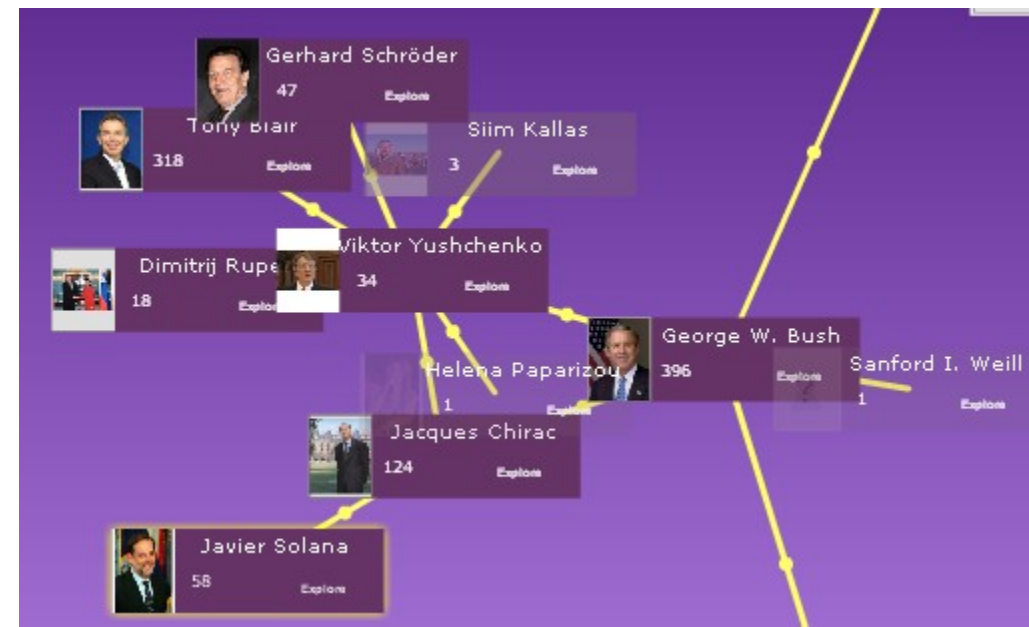 Gerhard Schröder
47 Explore
Tony Blair
318 Explore
Siim Kallas
3 Explore
Viktor Yushchenko
34 Explore
Dimitrij Rupe
18 Explore
George W. Bush
396 Explore
Sanford I. Weill
1 Explore
Helena Paparizou
1 Explore
Jacques Chirac
124 Explore
Javier Solana
58 Explore